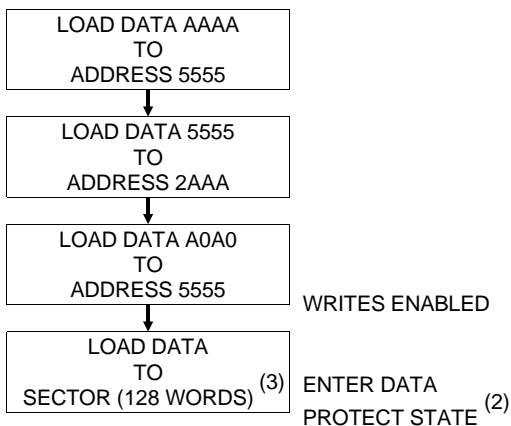 LOAD DATA AAAA
TO
ADDRESS 5555
LOAD DATA 5555
TO
ADDRESS 2AAA
LOAD DATA A0A0
TO
ADDRESS 5555
WRITES ENABLED
LOAD DATA
TO
SECTOR (128 WORDS) (3)
ENTER DATA
PROTECT STATE (2)